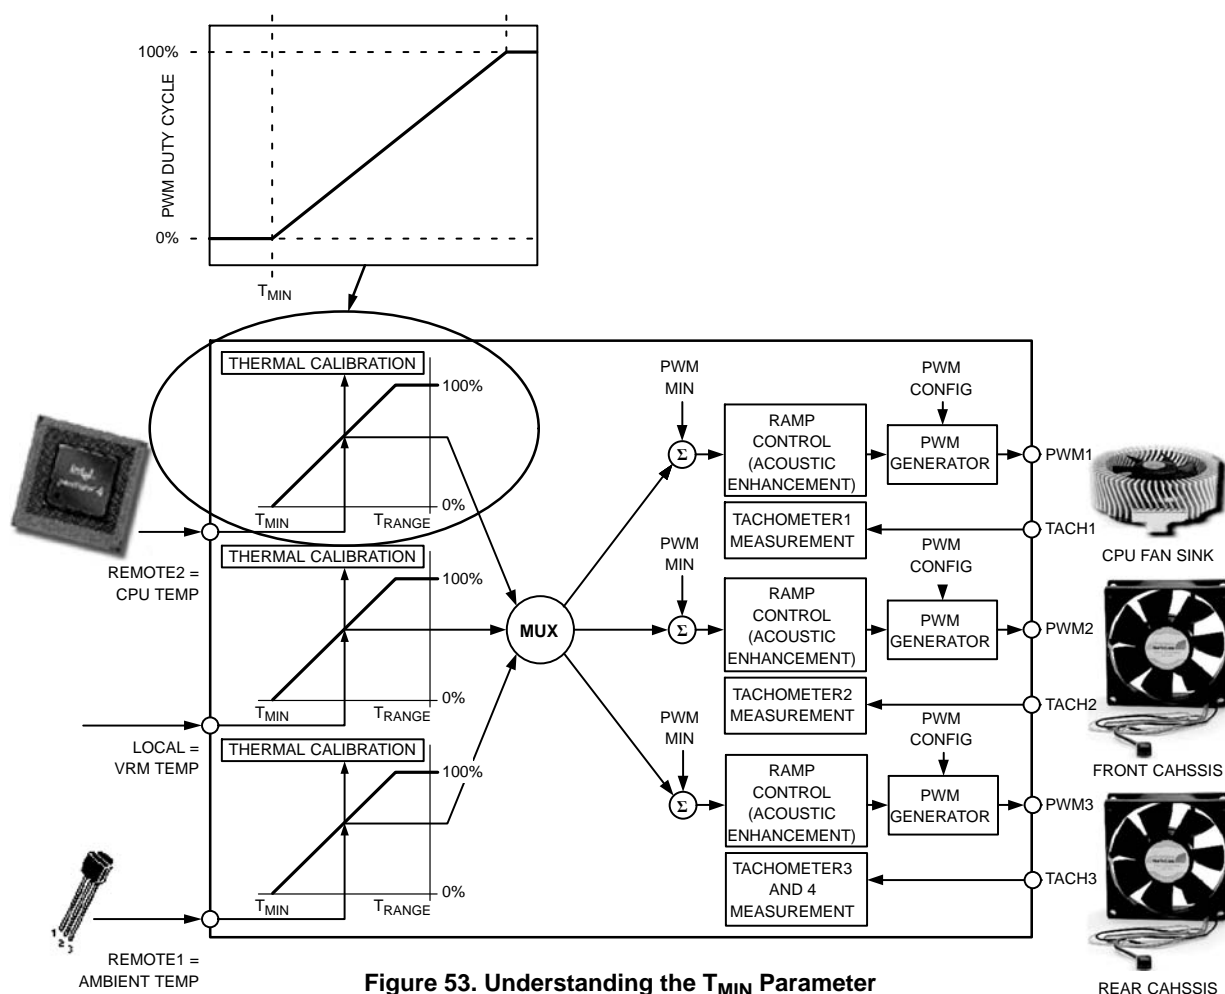 100%
PWM DUTY CYCLE
0%
TMIN
THERMAL CALIBRATION
100%
0%
TMIN
TRANGE
REMOTE2 =
CPU TEMP
THERMAL CALIBRATION
100%
0%
TMIN
TRANGE
LOCAL =
VRM TEMP
THERMAL CALIBRATION
100%
0%
TMIN
TRANGE
REMOTE1 =
AMBIENT TEMP
1
2
3
intel
MUX
PWM
MIN
Σ
RAMP
CONTROL
(ACOUSTIC
ENHANCEMENT)
PWM
CONFIG
PWM
GENERATOR
PWM1
TACHOMETER1
MEASUREMENT
TACH1
CPU FAN SINK
PWM
MIN
Σ
RAMP
CONTROL
(ACOUSTIC
ENHANCEMENT)
PWM
CONFIG
PWM
GENERATOR
PWM2
TACHOMETER2
MEASUREMENT
TACH2
FRONT CAHSSIS
PWM
MIN
Σ
RAMP
CONTROL
(ACOUSTIC
ENHANCEMENT)
PWM
CONFIG
PWM
GENERATOR
PWM3
TACHOMETER3
AND 4
MEASUREMENT
TACH3
REAR CAHSSIS
Figure 53. Understanding the TMIN Parameter